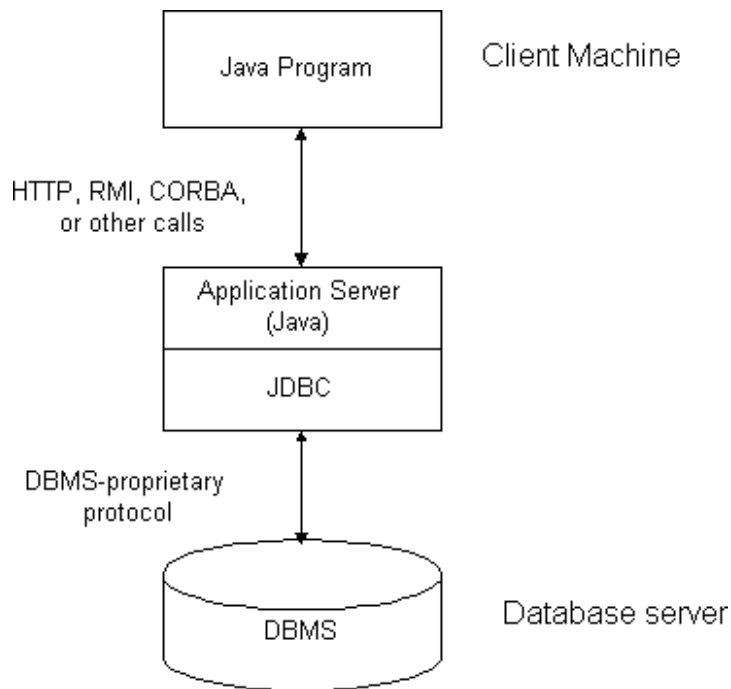 Java Program
Client Machine
HTTP, RMI, CORBA,
or other calls
Application Server
(Java)
JDBC
DBMS-proprietary
protocol
DBMS
Database server